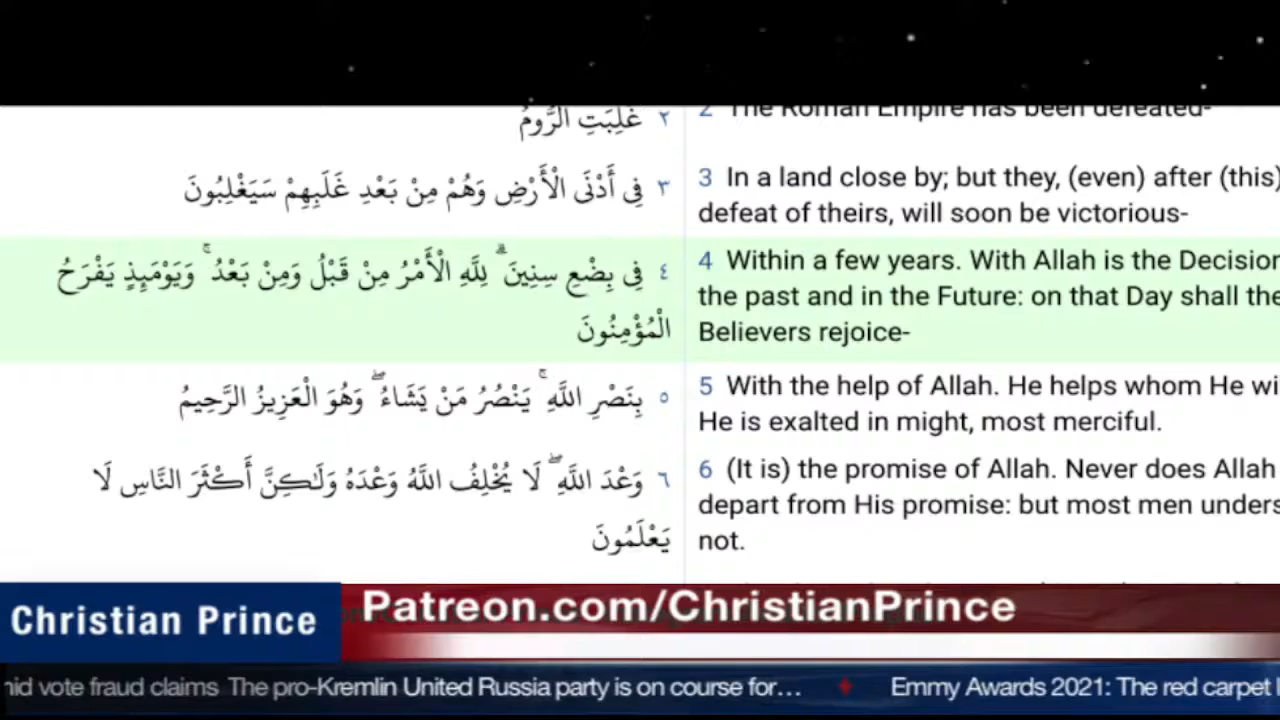 ٢ غُلِبَتِ الرُّومُ
2 The Roman Empire has been defeated-
٣ فِى أَدْنَى الْأَرْضِ وَهُمْ مِنْ بَعْدِ غَلَبِهِمْ سَيَغْلِبُونَ
3 In a land close by; but they, (even) after (this)
defeat of theirs, will soon be victorious-
٤ فِى بِضْعِ سِنِينَ ۗ لِلَّهِ الْأَمْرُ مِنْ قَبْلُ وَمِنْ بَعْدُ ۚ وَيَوْمَئِذٍ يَفْرَحُ
الْمُؤْمِنُونَ
4 Within a few years. With Allah is the Decision
the past and in the Future: on that Day shall the
Believers rejoice-
٥ بِنَصْرِ اللَّهِ ۚ يَنْصُرُ مَنْ يَشَاءُ ۖ وَهُوَ الْعَزِيزُ الرَّحِيمُ
5 With the help of Allah. He helps whom He wi
He is exalted in might, most merciful.
٦ وَعْدَ اللَّهِ ۖ لَا يُخْلِفُ اللَّهُ وَعْدَهُ وَلَٰكِنَّ أَكْثَرَ النَّاسِ لَا
يَعْلَمُونَ
6 (It is) the promise of Allah. Never does Allah
depart from His promise: but most men unders
not.
Christian Prince
Patreon.com/ChristianPrince
nid vote fraud claims The pro-Kremlin United Russia party is on course for… Emmy Awards 2021: The red carpet